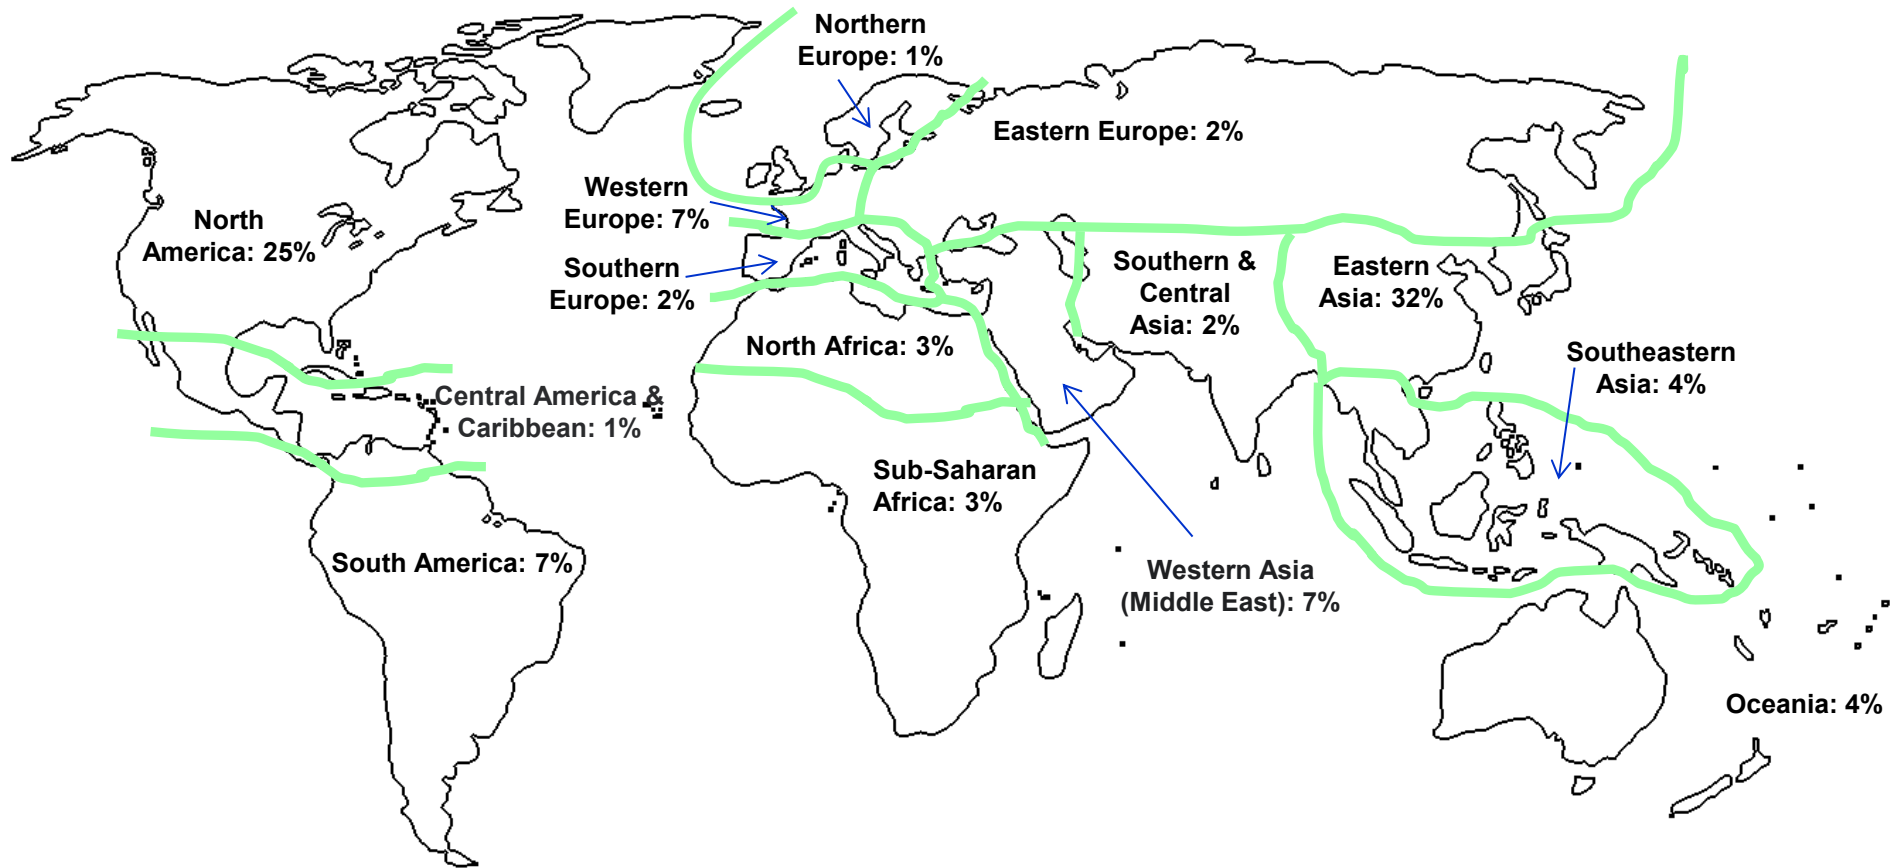 Northern
Europe: 1%
Eastern Europe: 2%
Western
Europe: 7%
North
America: 25%
Southern
Europe: 2%
Southern &
Central
Asia: 2%
Eastern
Asia: 32%
North Africa: 3%
Southeastern
Asia: 4%
Central America &
Caribbean: 1%
Sub-Saharan
Africa: 3%
South America: 7%
Western Asia
(Middle East): 7%
Oceania: 4%